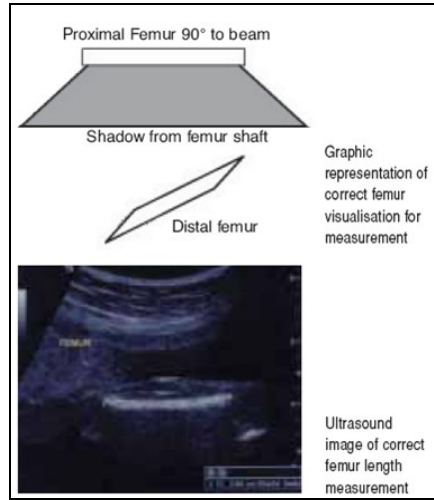 Proximal Femur 90° to beam
Shadow from femur shaft
Distal femur
Graphic
representation of
correct femur
visualisation for
measurement
FEMUR
Ultrasound
image of correct
femur length
measurement